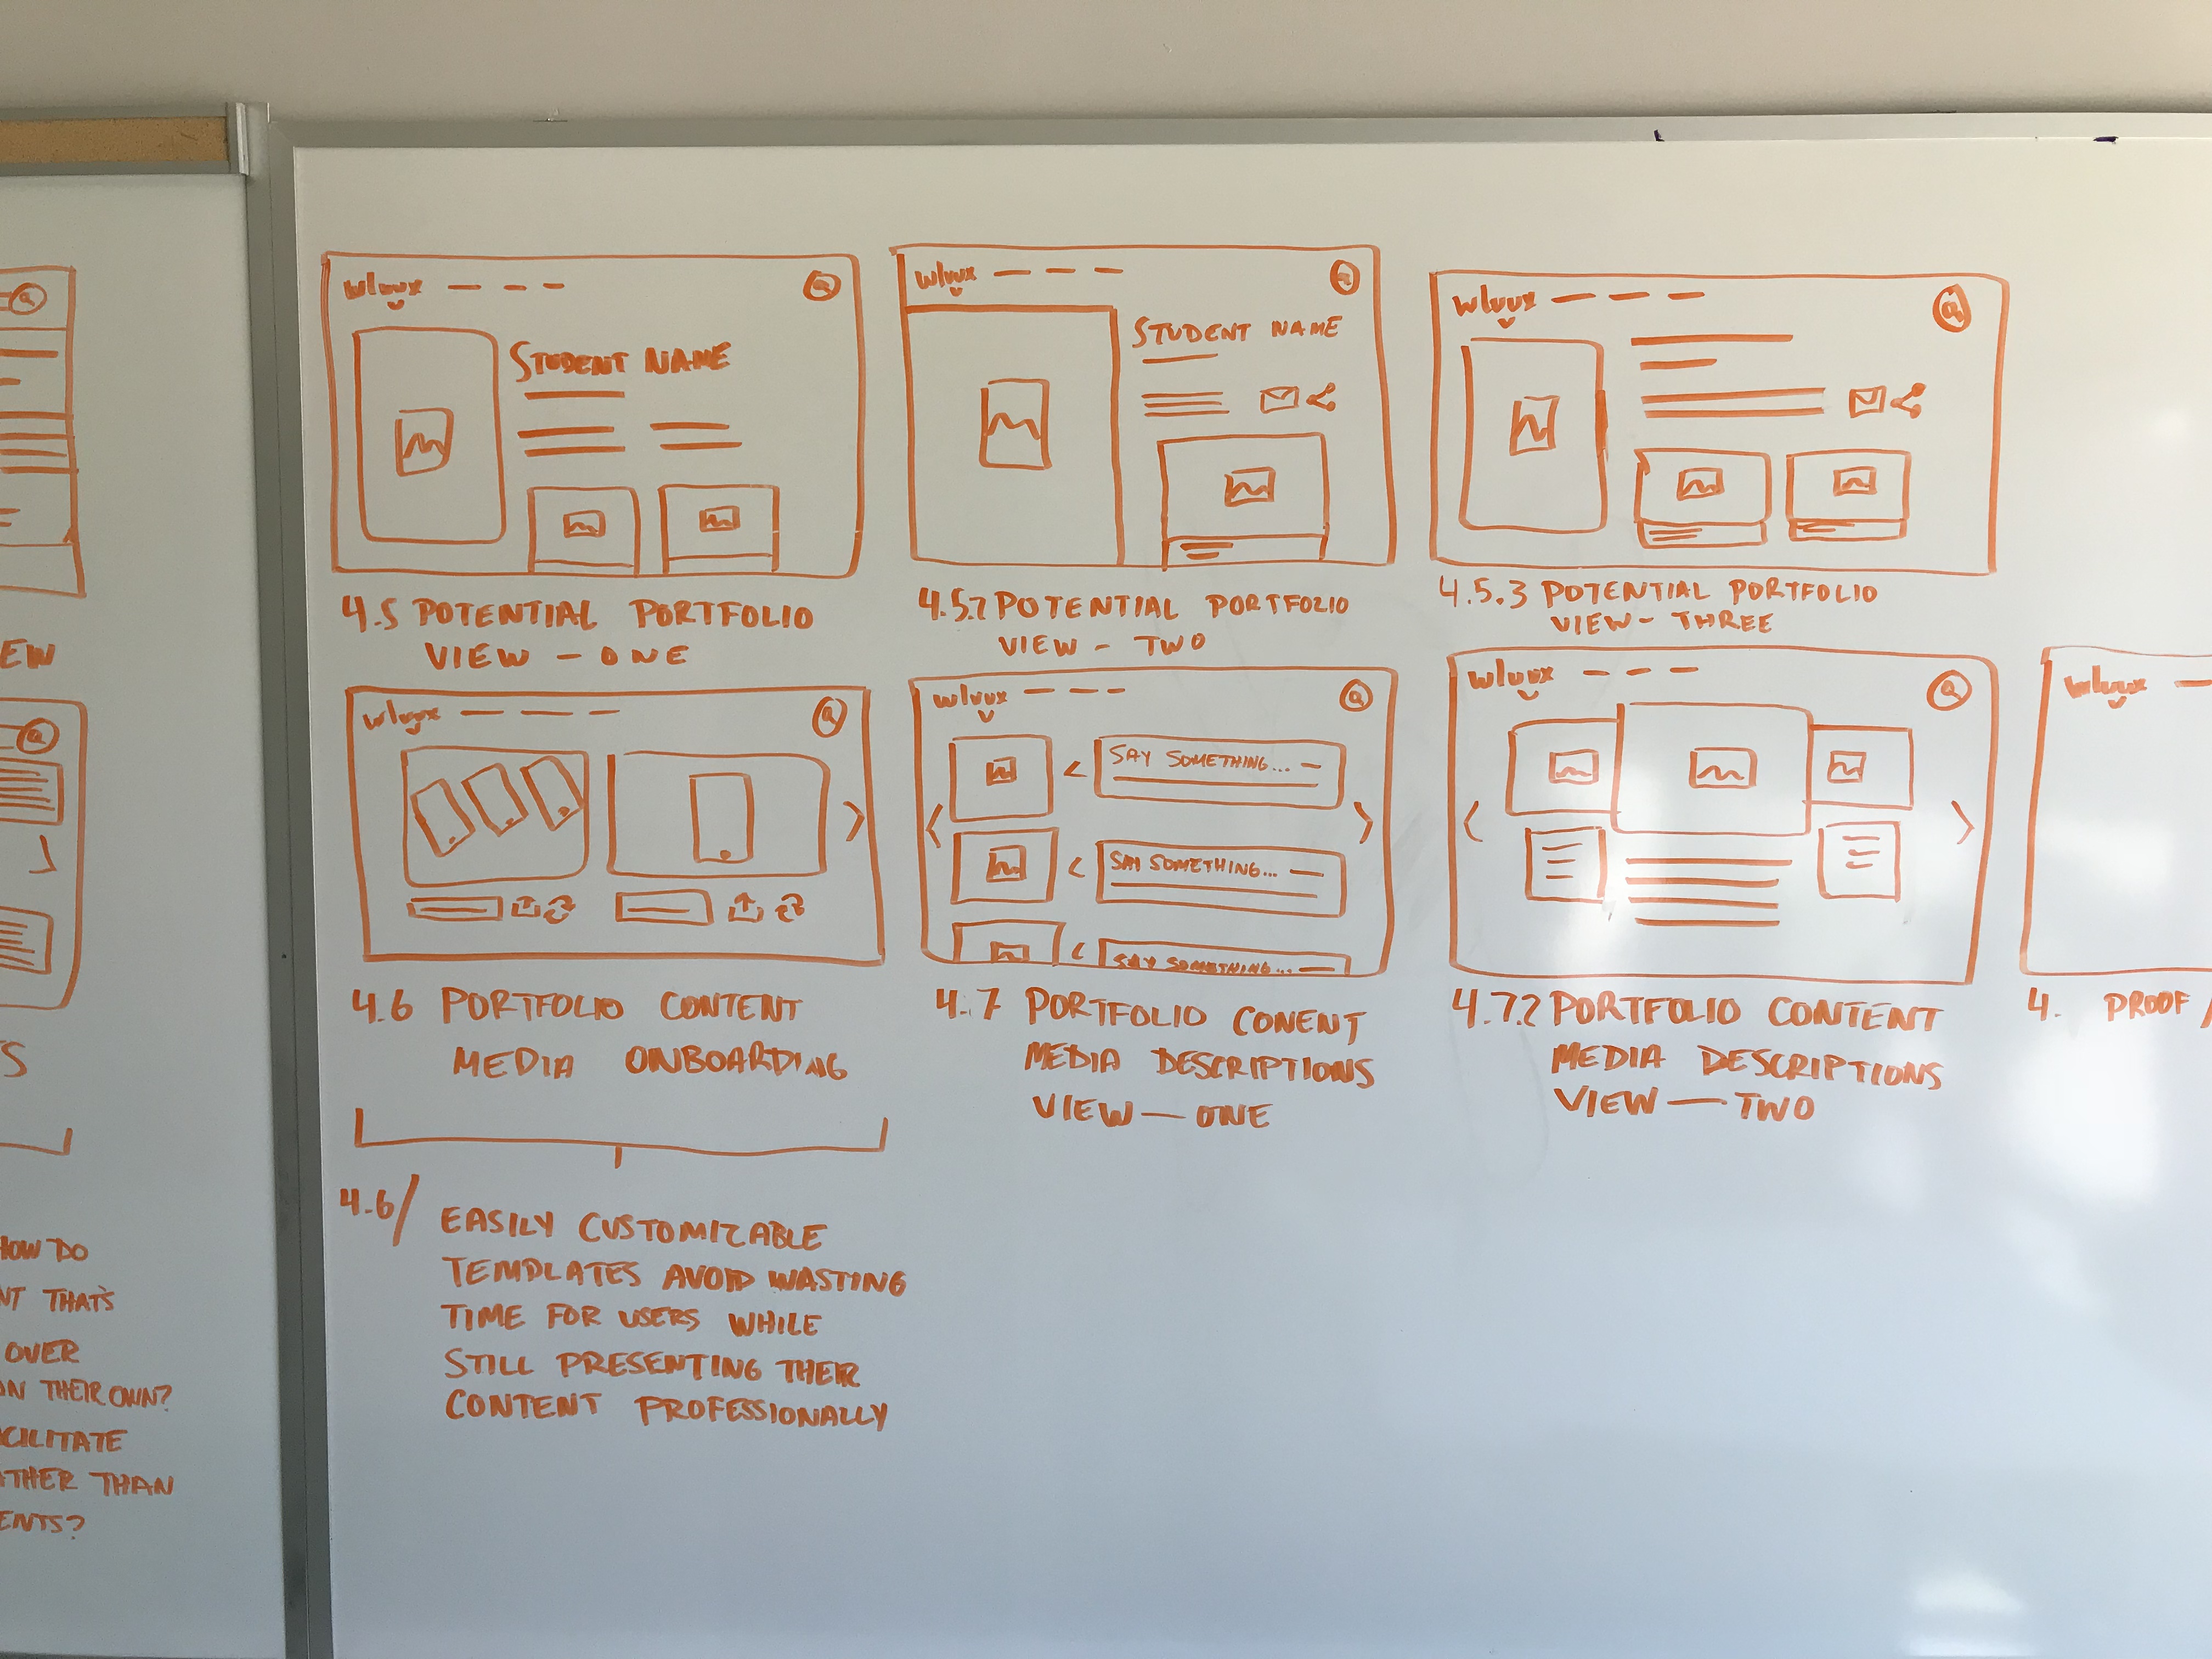 EW
S
HOW DO
NT THAT'S
OVER
AN THEIR OWN?
CILITATE
ATHER THAN
ENTS?
wluux
STUDENT NAME
4.5 POTENTIAL PORTFOLIO
VIEW - ONE
wluux
STUDENT NAME
4.5.2 POTENTIAL PORTFOLIO
VIEW - TWO
wluux
4.5.3 POTENTIAL PORTFOLIO
VIEW - THREE
wluux
4.6 PORTFOLIO CONTENT
MEDIA ONBOARDING
wluux
SAY SOMETHING...
SAY SOMETHING...
SAY SOMETHING...
4.7 PORTFOLIO CONENT
MEDIA DESCRIPTIONS
VIEW — ONE
wluux
4.7.2 PORTFOLIO CONTENT
MEDIA DESCRIPTIONS
VIEW — TWO
wluux
4. PROOF /
4.6/ EASILY CUSTOMIZABLE
TEMPLATES AVOID WASTING
TIME FOR USERS WHILE
STILL PRESENTING THEIR
CONTENT PROFESSIONALLY